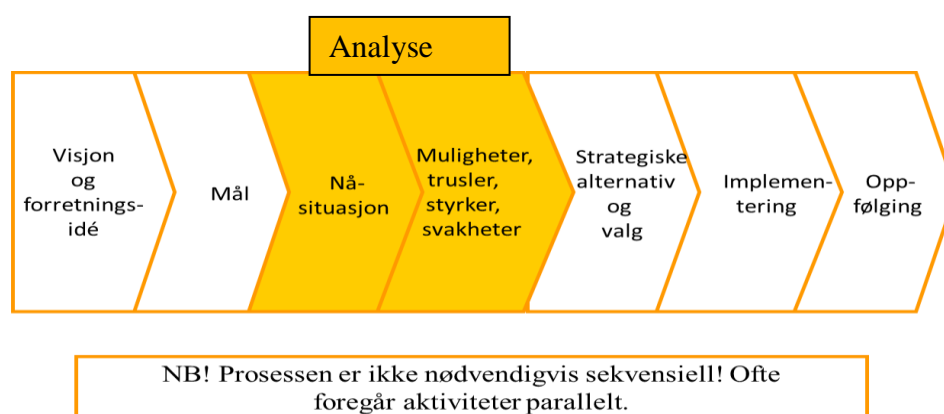 Analyse
Visjon
og
forretnings-
idé
Mål
Nå-
situasjon
Muligheter,
trusler,
styrker,
svakheter
Strategiske
alternativ
og
valg
Implemen-
tering
Opp-
følging
NB! Prosessen er ikke nødvendigvis sekvensiell! Ofte
foregår aktiviteter parallelt.